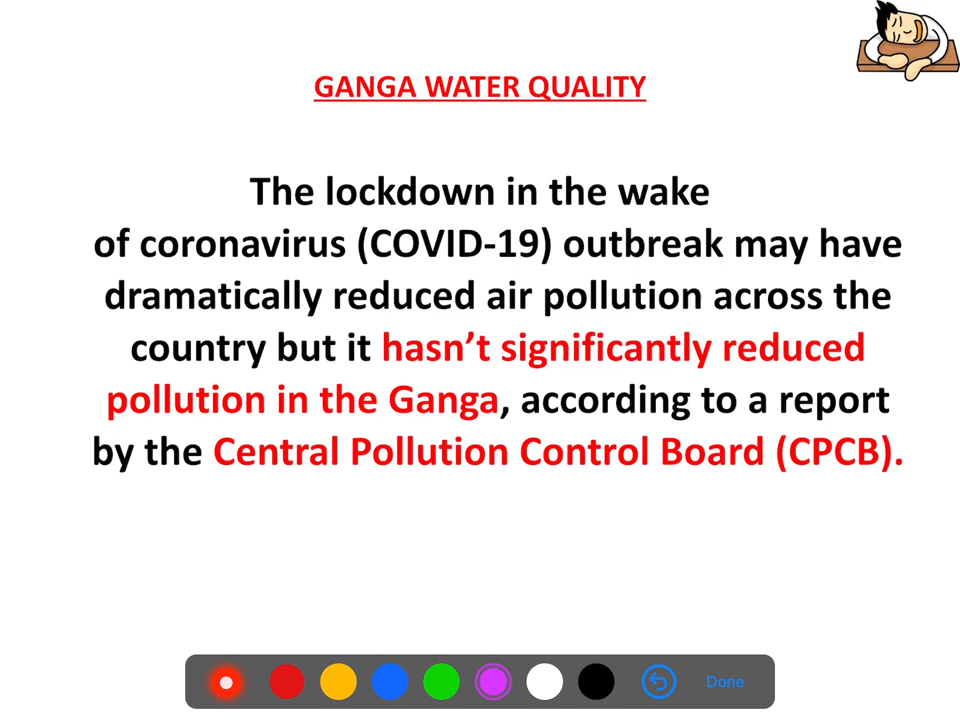 GANGA WATER QUALITY
The lockdown in the wake
of coronavirus (COVID-19) outbreak may have
dramatically reduced air pollution across the
country but it hasn’t significantly reduced
pollution in the Ganga, according to a report
by the Central Pollution Control Board (CPCB).
Done